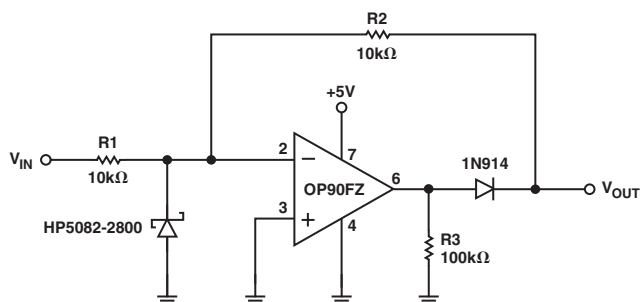 R2
10kΩ
+5V
R1
V_IN
10kΩ
2
−
7
1N914
OP90FZ
6
V_OUT
3
+
4
HP5082-2800
R3
100kΩ